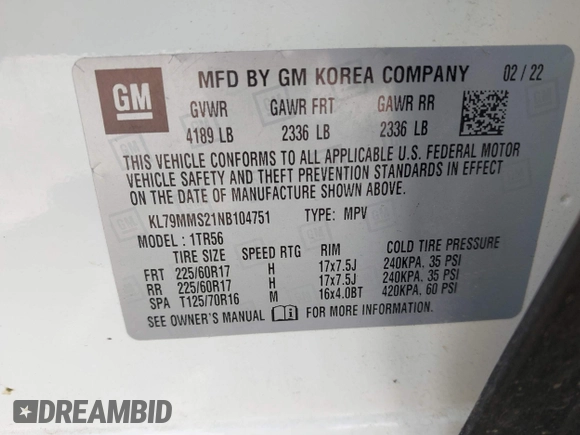 GM
MFD BY GM KOREA COMPANY 02 / 22
GVWR GAWR FRT GAWR RR
4189 LB 2336 LB 2336 LB
THIS VEHICLE CONFORMS TO ALL APPLICABLE U.S. FEDERAL MOTOR
VEHICLE SAFETY AND THEFT PREVENTION STANDARDS IN EFFECT
ON THE DATE OF MANUFACTURE SHOWN ABOVE.
KL79MMS21NB104751 TYPE: MPV
MODEL : 1TR56
TIRE SIZE SPEED RTG RIM COLD TIRE PRESSURE
FRT 225/60R17 H 17x7.5J 240KPA, 35 PSI
RR 225/60R17 H 17x7.5J 240KPA, 35 PSI
SPA T125/70R16 M 16x4.0BT 420KPA, 60 PSI
SEE OWNER'S MANUAL FOR MORE INFORMATION.
DREAMBID